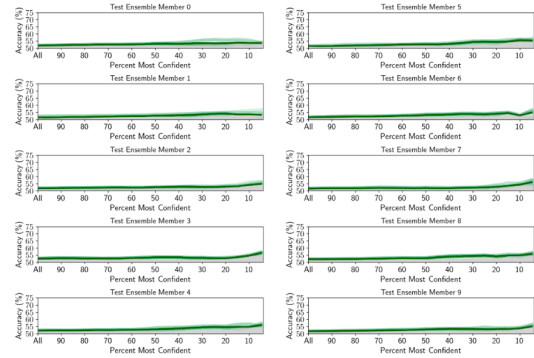 Test Ensemble Member 0
Accuracy (%)
75
70
65
60
55
50
All 90 80 70 60 50 40 30 20 10
Percent Most Confident
Test Ensemble Member 5
Accuracy (%)
75
70
65
60
55
50
All 90 80 70 60 50 40 30 20 10
Percent Most Confident
Test Ensemble Member 1
Accuracy (%)
75
70
65
60
55
50
All 90 80 70 60 50 40 30 20 10
Percent Most Confident
Test Ensemble Member 6
Accuracy (%)
75
70
65
60
55
50
All 90 80 70 60 50 40 30 20 10
Percent Most Confident
Test Ensemble Member 2
Accuracy (%)
75
70
65
60
55
50
All 90 80 70 60 50 40 30 20 10
Percent Most Confident
Test Ensemble Member 7
Accuracy (%)
75
70
65
60
55
50
All 90 80 70 60 50 40 30 20 10
Percent Most Confident
Test Ensemble Member 3
Accuracy (%)
75
70
65
60
55
50
All 90 80 70 60 50 40 30 20 10
Percent Most Confident
Test Ensemble Member 8
Accuracy (%)
75
70
65
60
55
50
All 90 80 70 60 50 40 30 20 10
Percent Most Confident
Test Ensemble Member 4
Accuracy (%)
75
70
65
60
55
50
All 90 80 70 60 50 40 30 20 10
Percent Most Confident
Test Ensemble Member 9
Accuracy (%)
75
70
65
60
55
50
All 90 80 70 60 50 40 30 20 10
Percent Most Confident